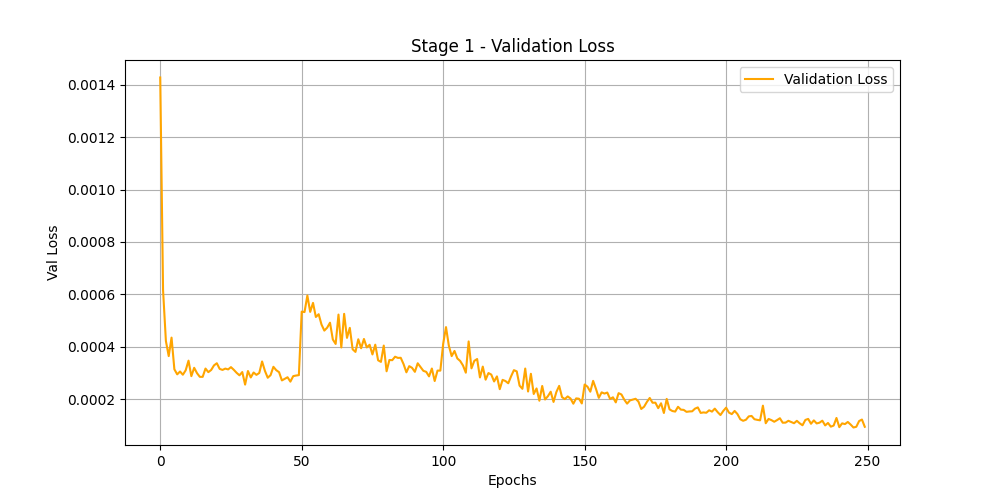 Stage 1 - Validation Loss
Validation Loss
0.0014
0.0012
0.0010
0.0008
0.0006
0.0004
0.0002
Val Loss
0 50 100 150 200 250
Epochs